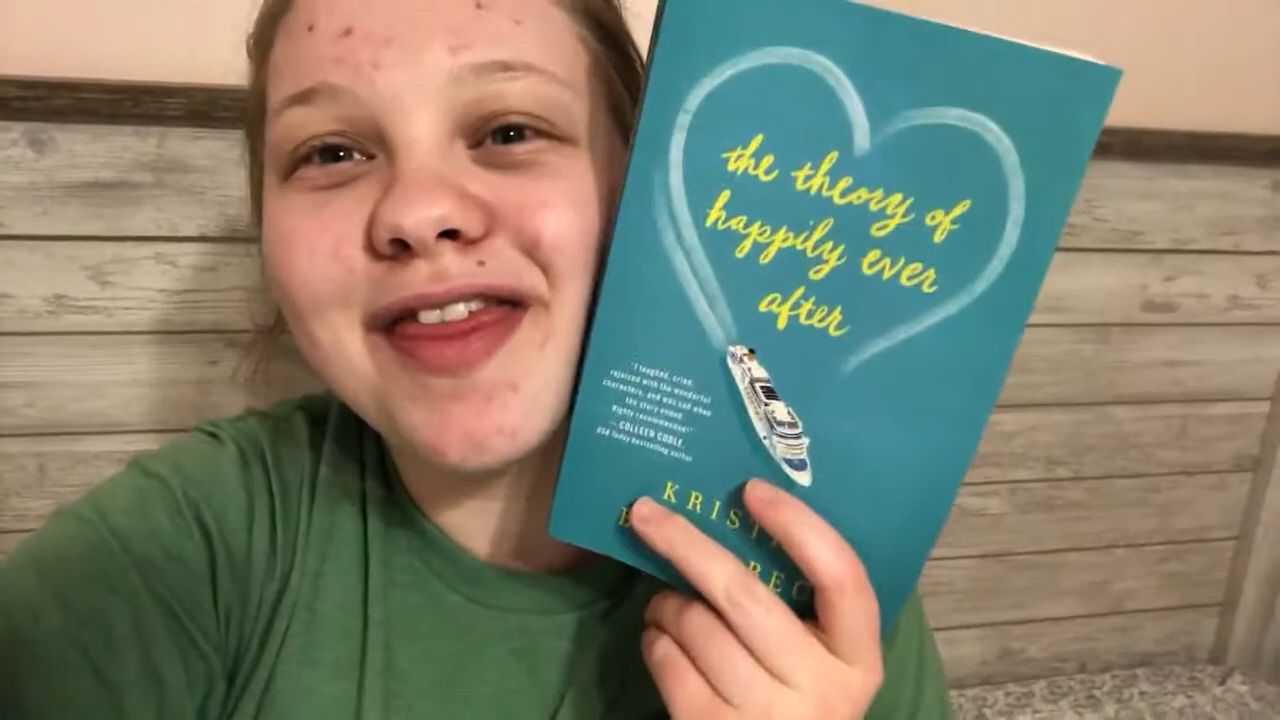 the theory of
happily ever
after
"I laughed, cried,
rejoiced with the wonderful
characters, and was sad when
the story ended.
Highly recommended!"
—COLLEEN COBLE,
USA Today bestselling author
KRIST
B
BEC